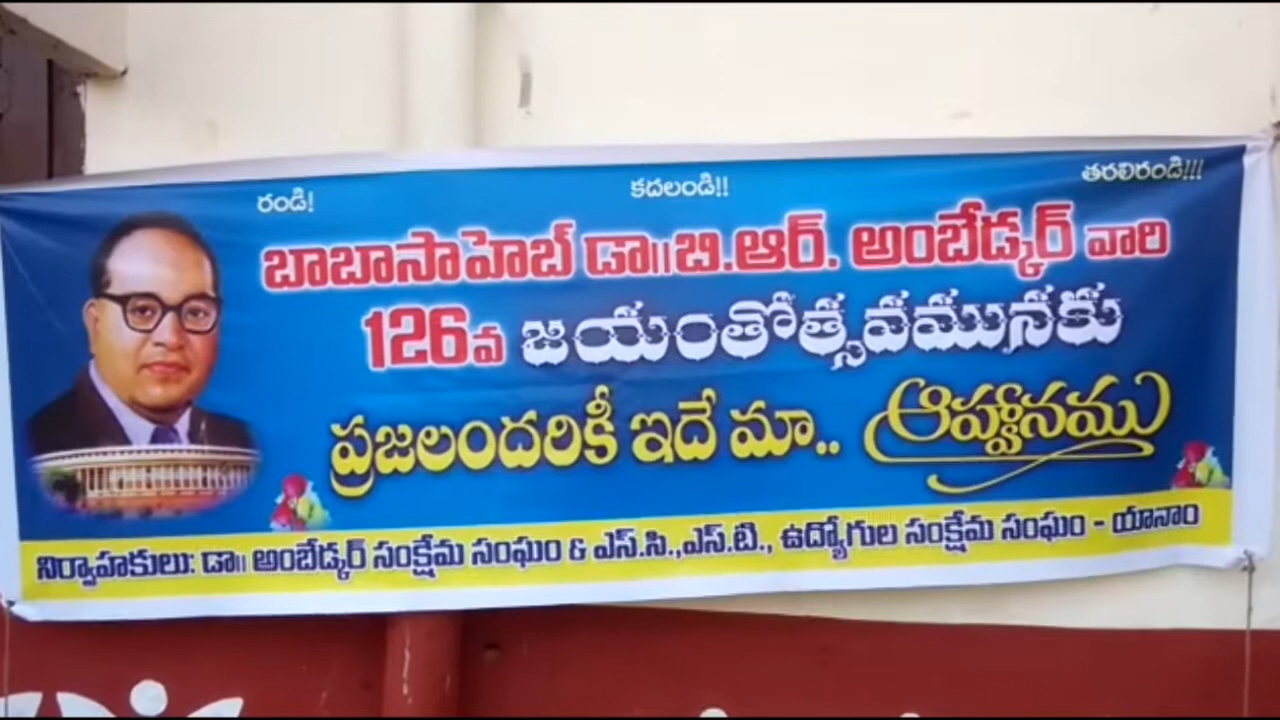 రండి! కదలండి!! తరలిరండి!!!
బాబాసాహెబ్ డా॥బి.ఆర్. అంబేడ్కర్ వారి
126వ జయంతోత్సవమునకు
ప్రజలందరికీ ఇదే మా.. ఆహ్వానమ్ము
నిర్వాహకులు: డా॥ అంబేడ్కర్ సంక్షేమ సంఘం & ఎస్.సి.,ఎస్.టి., ఉద్యోగుల సంక్షేమ సంఘం - యానాం